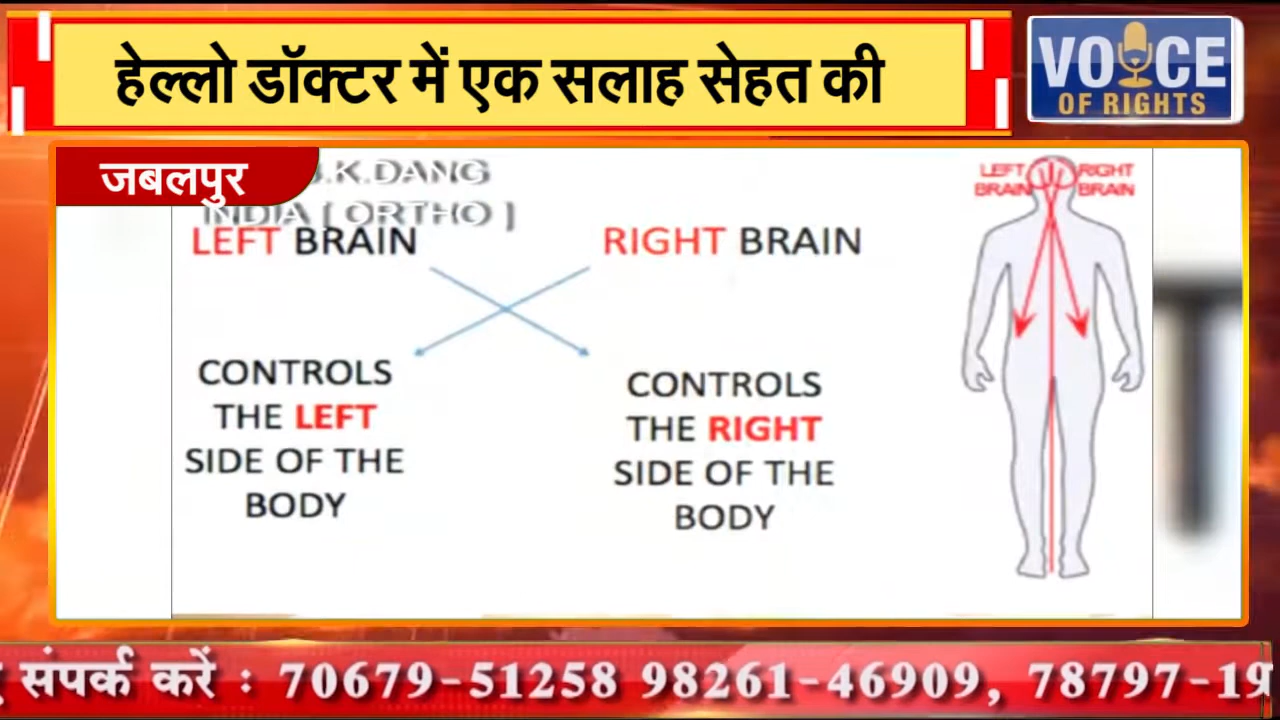 हेल्लो डॉक्टर में एक सलाह सेहत की
VOICE
OF RIGHTS
जबलपुर
.K.DANG
INDIA [ ORTHO ]
LEFT BRAIN
RIGHT BRAIN
LEFT
BRAIN
RIGHT
BRAIN
CONTROLS
THE LEFT
SIDE OF THE
BODY
CONTROLS
THE RIGHT
SIDE OF THE
BODY
संपर्क करें : 70679-51258 98261-46909, 78797-19